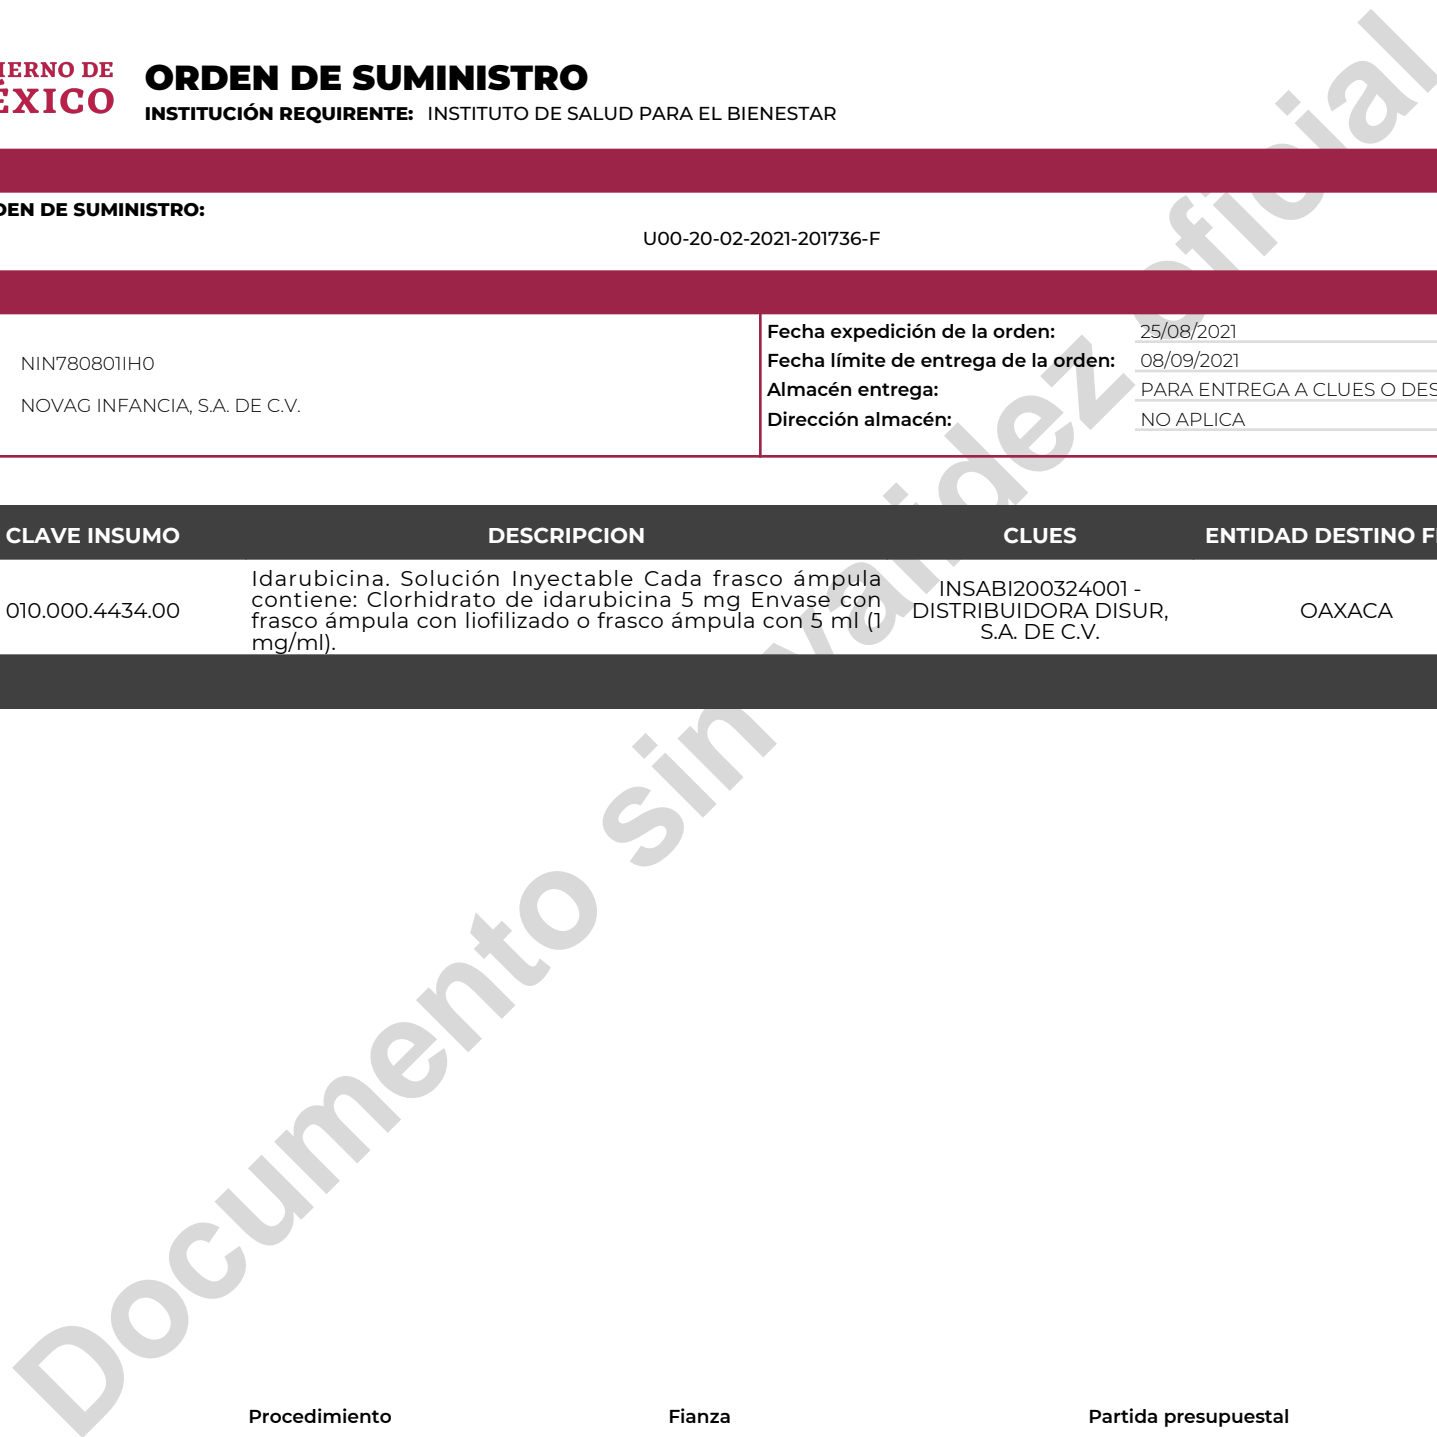 IERNO DE
ÉXICO
ORDEN DE SUMINISTRO
INSTITUCIÓN REQUIRENTE: INSTITUTO DE SALUD PARA EL BIENESTAR
DEN DE SUMINISTRO:
U00-20-02-2021-201736-F
NIN780801IH0
NOVAG INFANCIA, S.A. DE C.V.
Fecha expedición de la orden: 25/08/2021
Fecha límite de entrega de la orden: 08/09/2021
Almacén entrega: PARA ENTREGA A CLUES O DES
Dirección almacén: NO APLICA
CLAVE INSUMO DESCRIPCION CLUES ENTIDAD DESTINO FI
010.000.4434.00
Idarubicina. Solución Inyectable Cada frasco ámpula
contiene: Clorhidrato de idarubicina 5 mg Envase con
frasco ámpula con liofilizado o frasco ámpula con 5 ml (1
mg/ml).
INSABI200324001 -
DISTRIBUIDORA DISUR,
S.A. DE C.V.
OAXACA
Documento sin validez oficial
Procedimiento Fianza Partida presupuestal